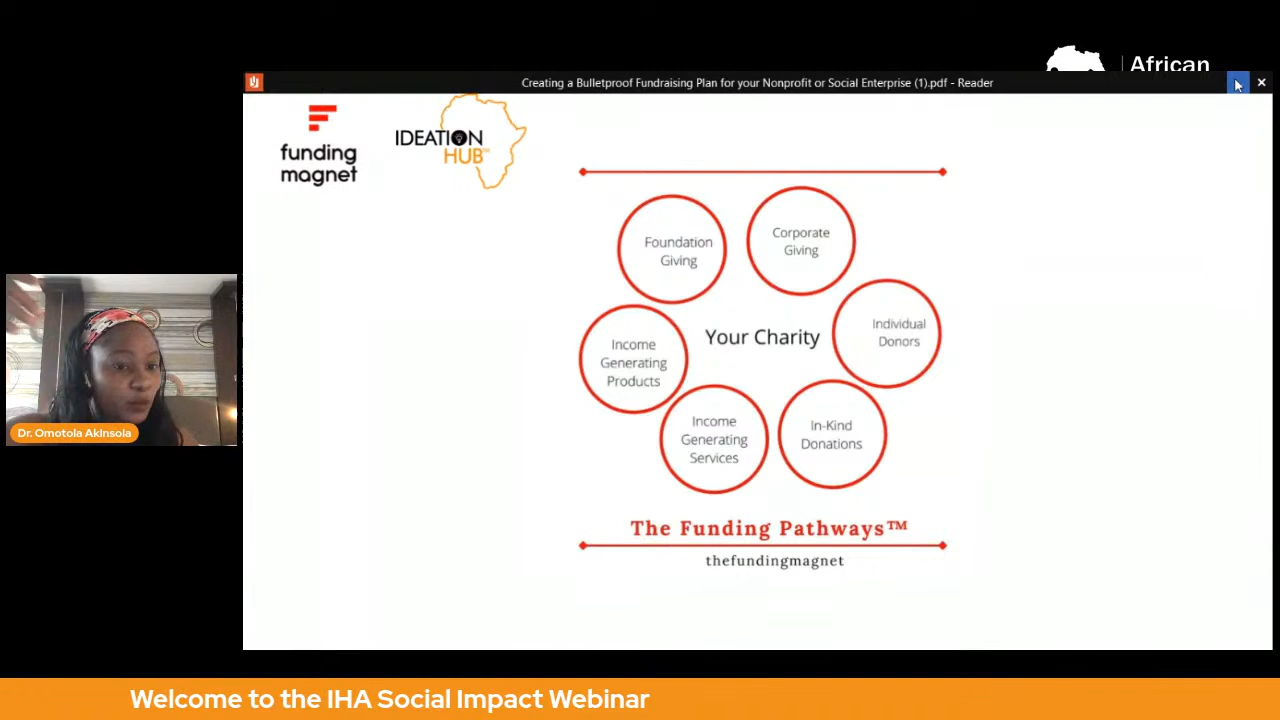 African
Creating a Bulletproof Fundraising Plan for your Nonprofit or Social Enterprise (1).pdf - Reader
funding
magnet
IDEATION
HUB™
Foundation
Giving
Corporate
Giving
Individual
Donors
In-Kind
Donations
Income
Generating
Services
Income
Generating
Products
Your Charity
The Funding Pathways™
thefundingmagnet
Dr. Omotola Akinsola
Welcome to the IHA Social Impact Webinar